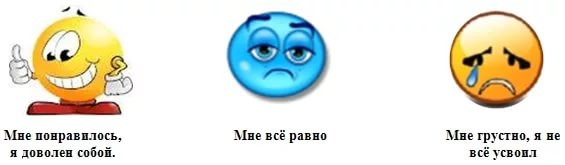 Мне понравилось,
я доволен собой.
Мне всё равно
Мне грустно, я не
всё усвоил